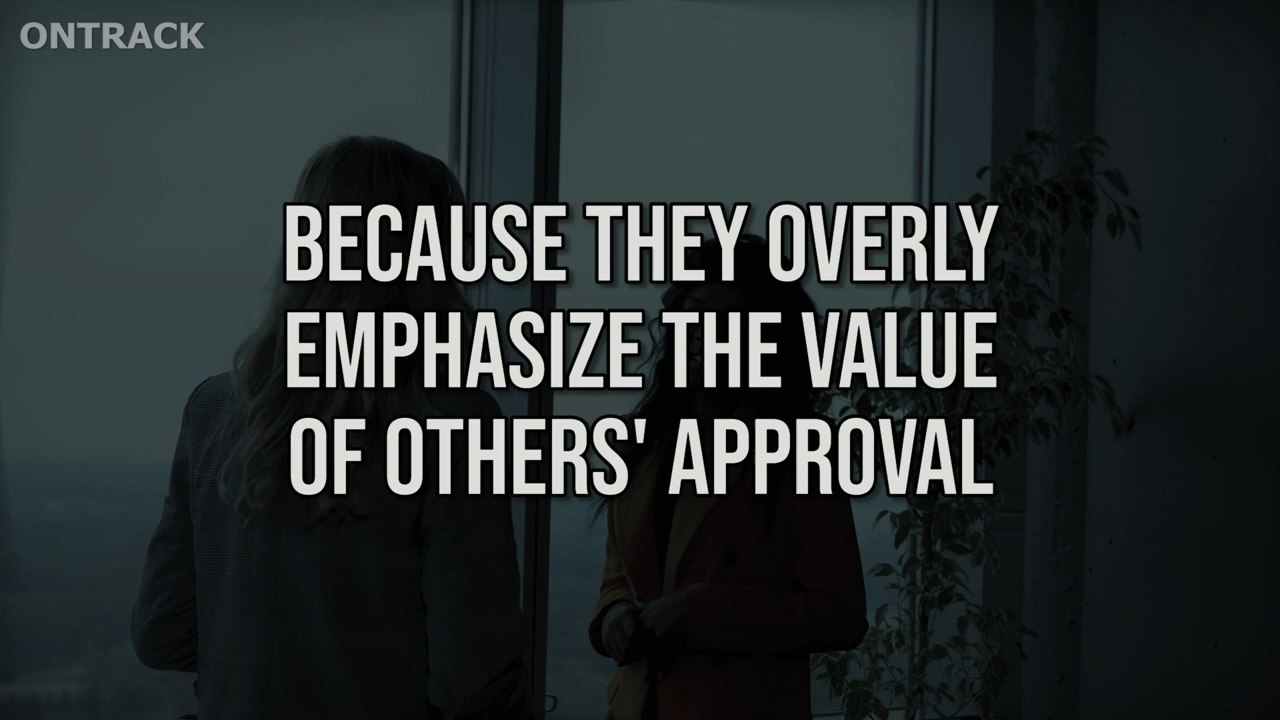 ONTRACK
BECAUSE THEY OVERLY
EMPHASIZE THE VALUE
OF OTHERS' APPROVAL